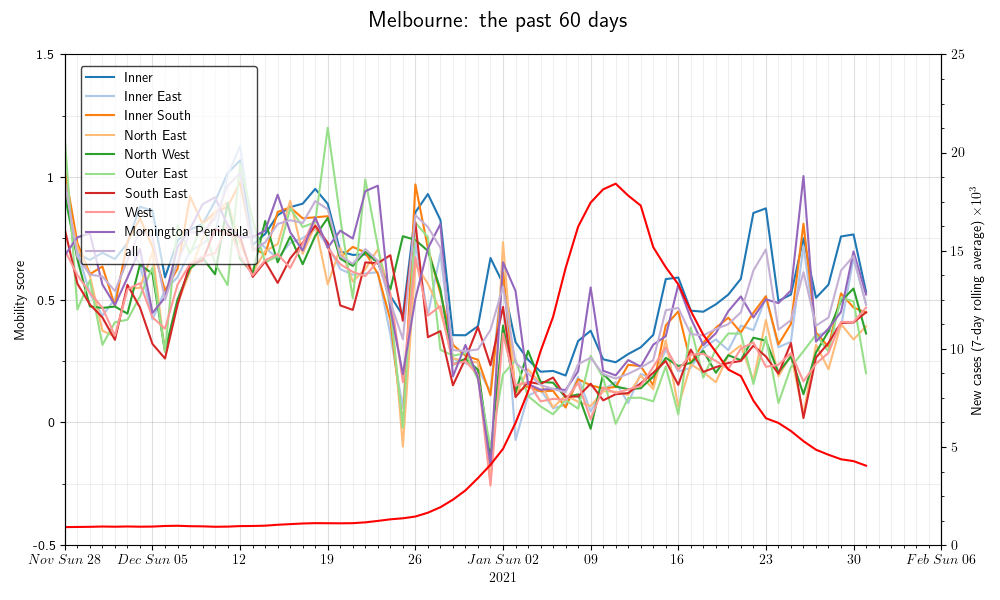 Melbourne: the past 60 days
1.5
1
0.5
0
-0.5
Mobility score
Inner
Inner East
Inner South
North East
North West
Outer East
South East
West
Mornington Peninsula
all
25
20
15
10
5
0
New cases (7-day rolling average) ×10³
Nov Sun 28
Dec Sun 05
12
19
26
Jan Sun 02
09
16
23
30
Feb Sun 06
2021